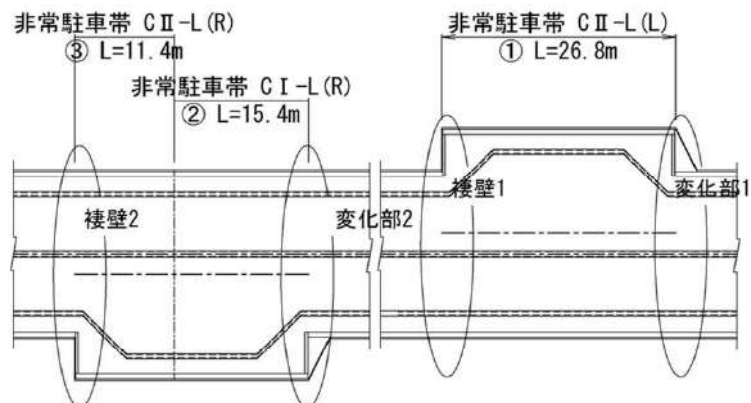 非常駐車帯 CⅡ-L(R)
③ L=11.4m
非常駐車帯 CⅠ-L(R)
② L=15.4m
非常駐車帯 CⅡ-L(L)
① L=26.8m
褄壁2
変化部2
褄壁1
変化部1